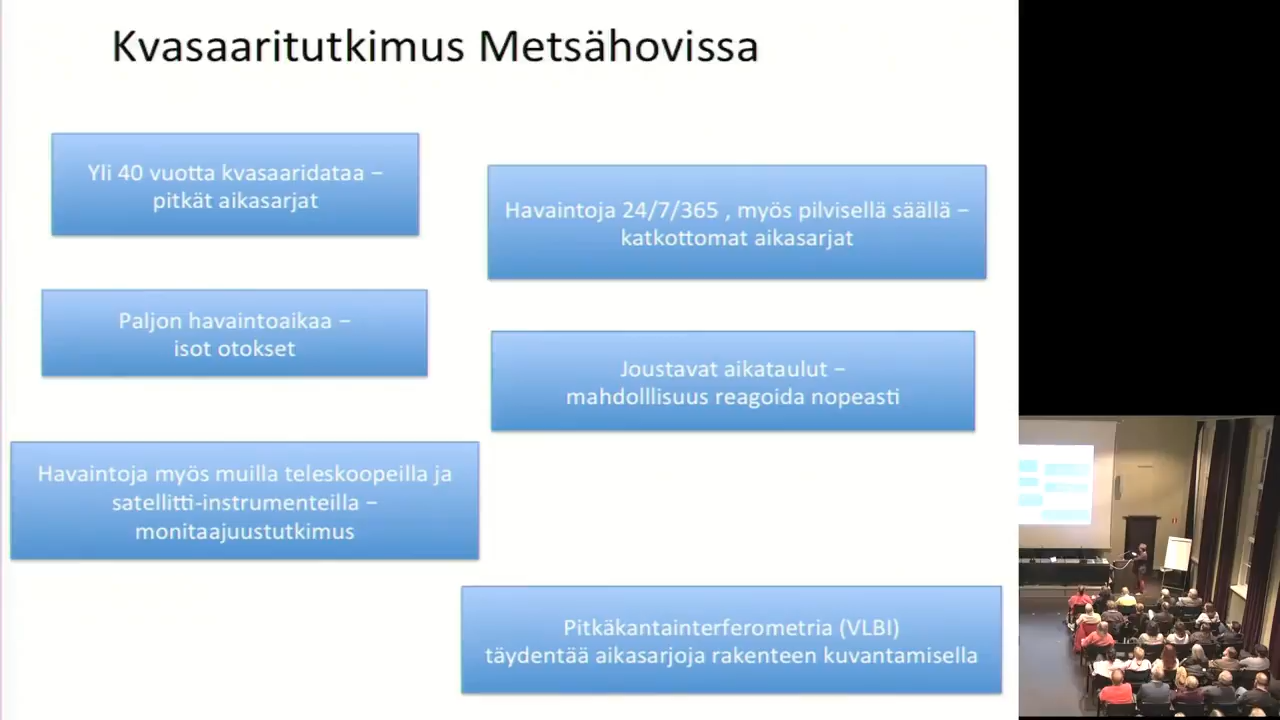 Kvasaaritutkimus Metsähovissa
Yli 40 vuotta kvasaaridataa –
pitkät aikasarjat
Havaintoja 24/7/365 , myös pilvisellä säällä –
katkottomat aikasarjat
Paljon havaintoaikaa –
isot otokset
Joustavat aikataulut –
mahdolllisuus reagoida nopeasti
Havaintoja myös muilla teleskoopeilla ja
satelliitti-instrumenteilla –
monitaajuustutkimus
Pitkäkantainterferometria (VLBI)
täydentää aikasarjoja rakenteen kuvantamisella